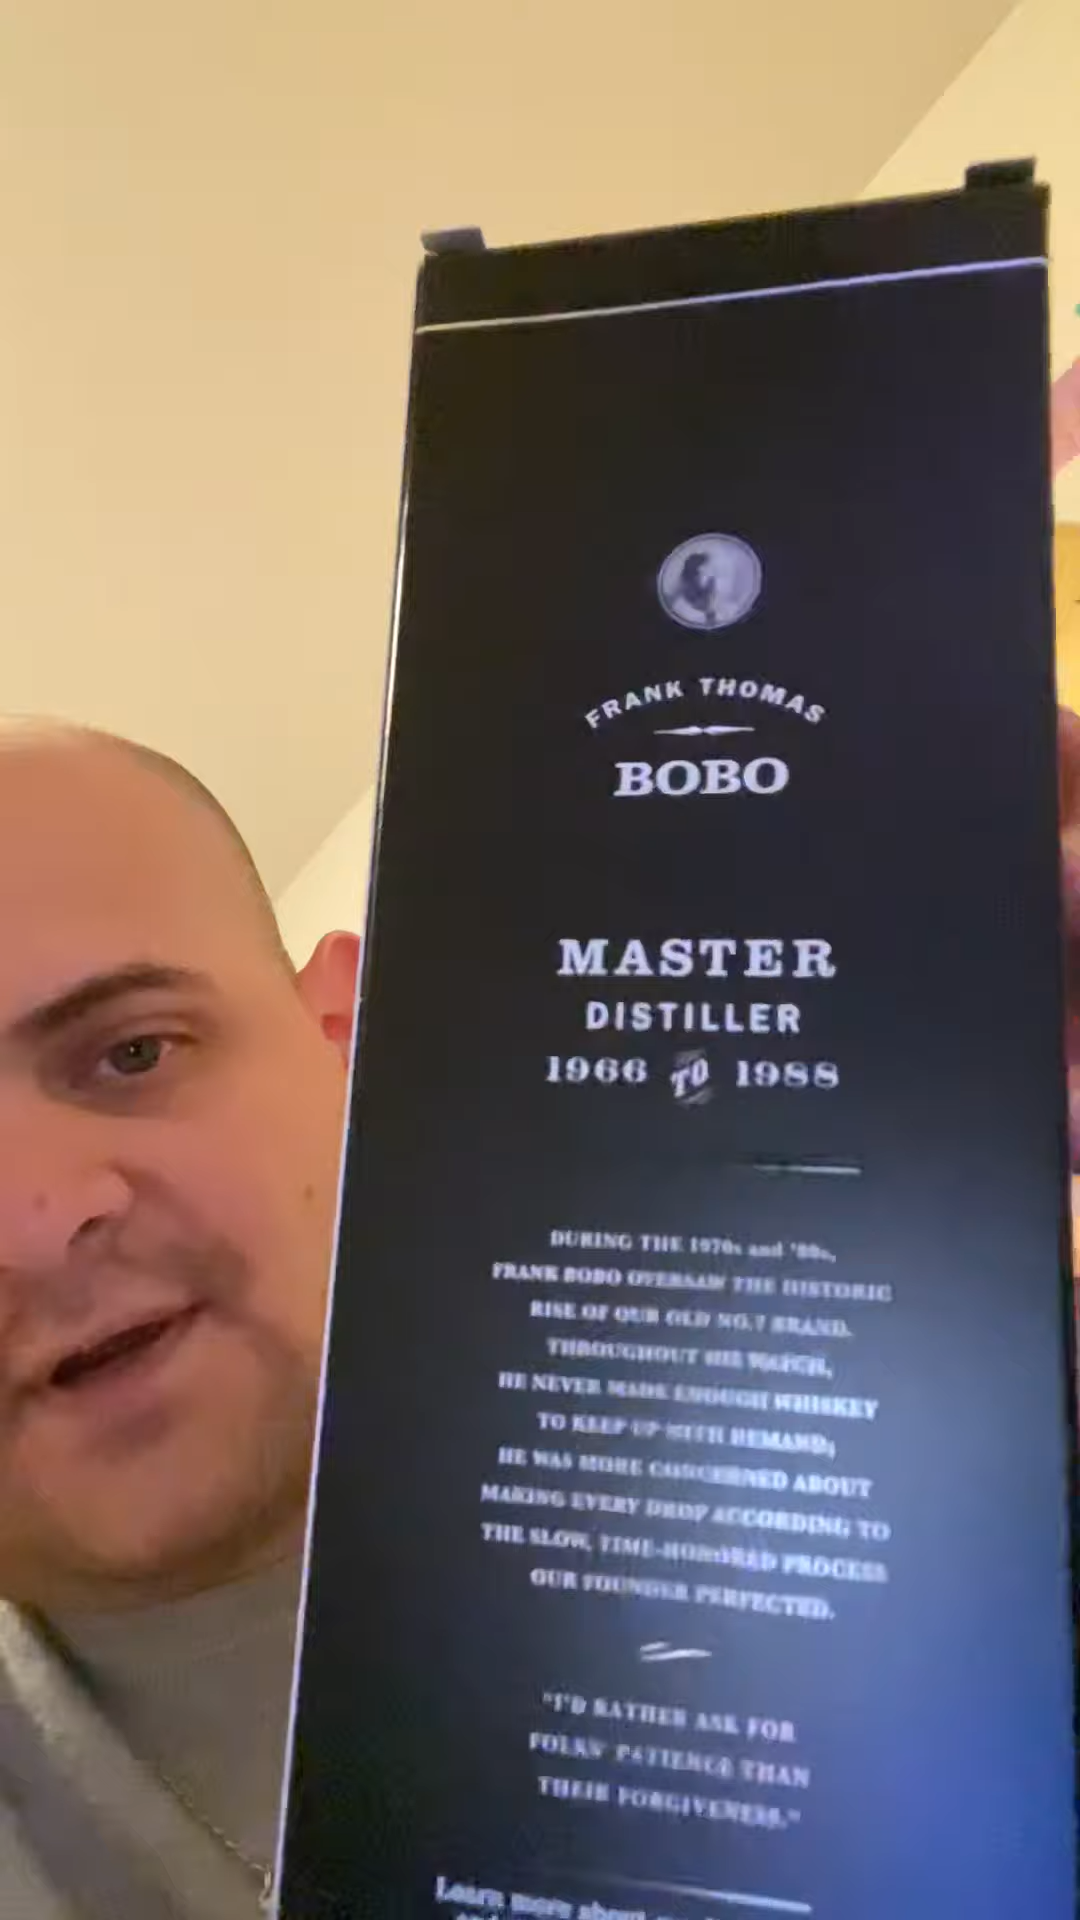 FRANK THOMAS
BOBO
MASTER
DISTILLER
1966 TO 1988
DURING THE 1970s and '80s,
FRANK BOBO OVERSAW THE HISTORIC
RISE OF OUR OLD NO.7 BRAND.
THROUGHOUT HIS WATCH,
HE NEVER MADE ENOUGH WHISKEY
TO KEEP UP WITH DEMAND;
HE WAS MORE CONCERNED ABOUT
MAKING EVERY DROP ACCORDING TO
THE SLOW, TIME-HONORED PROCESS
OUR FOUNDER PERFECTED.
"I'D RATHER ASK FOR
FOLKS' PATIENCE THAN
THEIR FORGIVENESS."
Learn more about